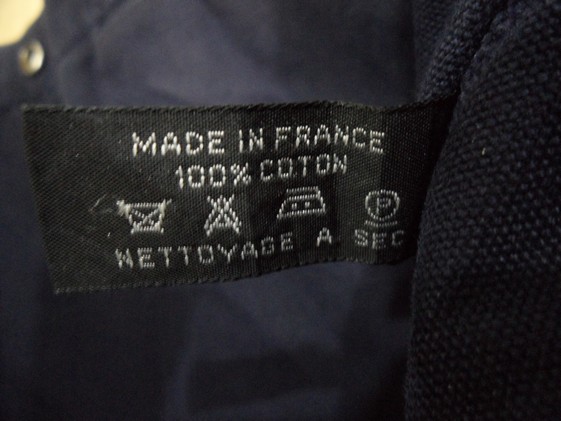 MADE IN FRANCE
100% COTON
P
NETTOYAGE A SEC